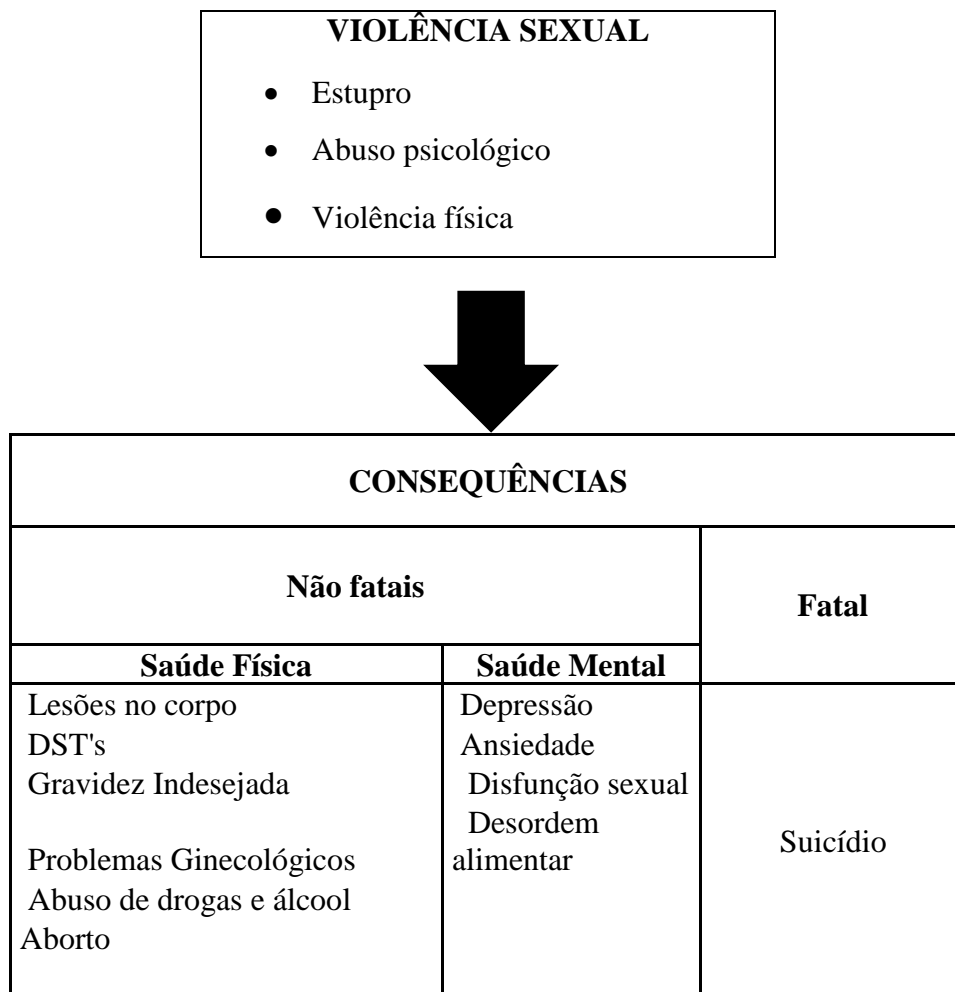 VIOLÊNCIA SEXUAL
• Estupro
• Abuso psicológico
• Violência física
CONSEQUÊNCIAS
Não fatais
Fatal
Saúde Física
Saúde Mental
Lesões no corpo
DST's
Gravidez Indesejada
Problemas Ginecológicos
Abuso de drogas e álcool
Aborto
Depressão
Ansiedade
Disfunção sexual
Desordem
alimentar
Suicídio